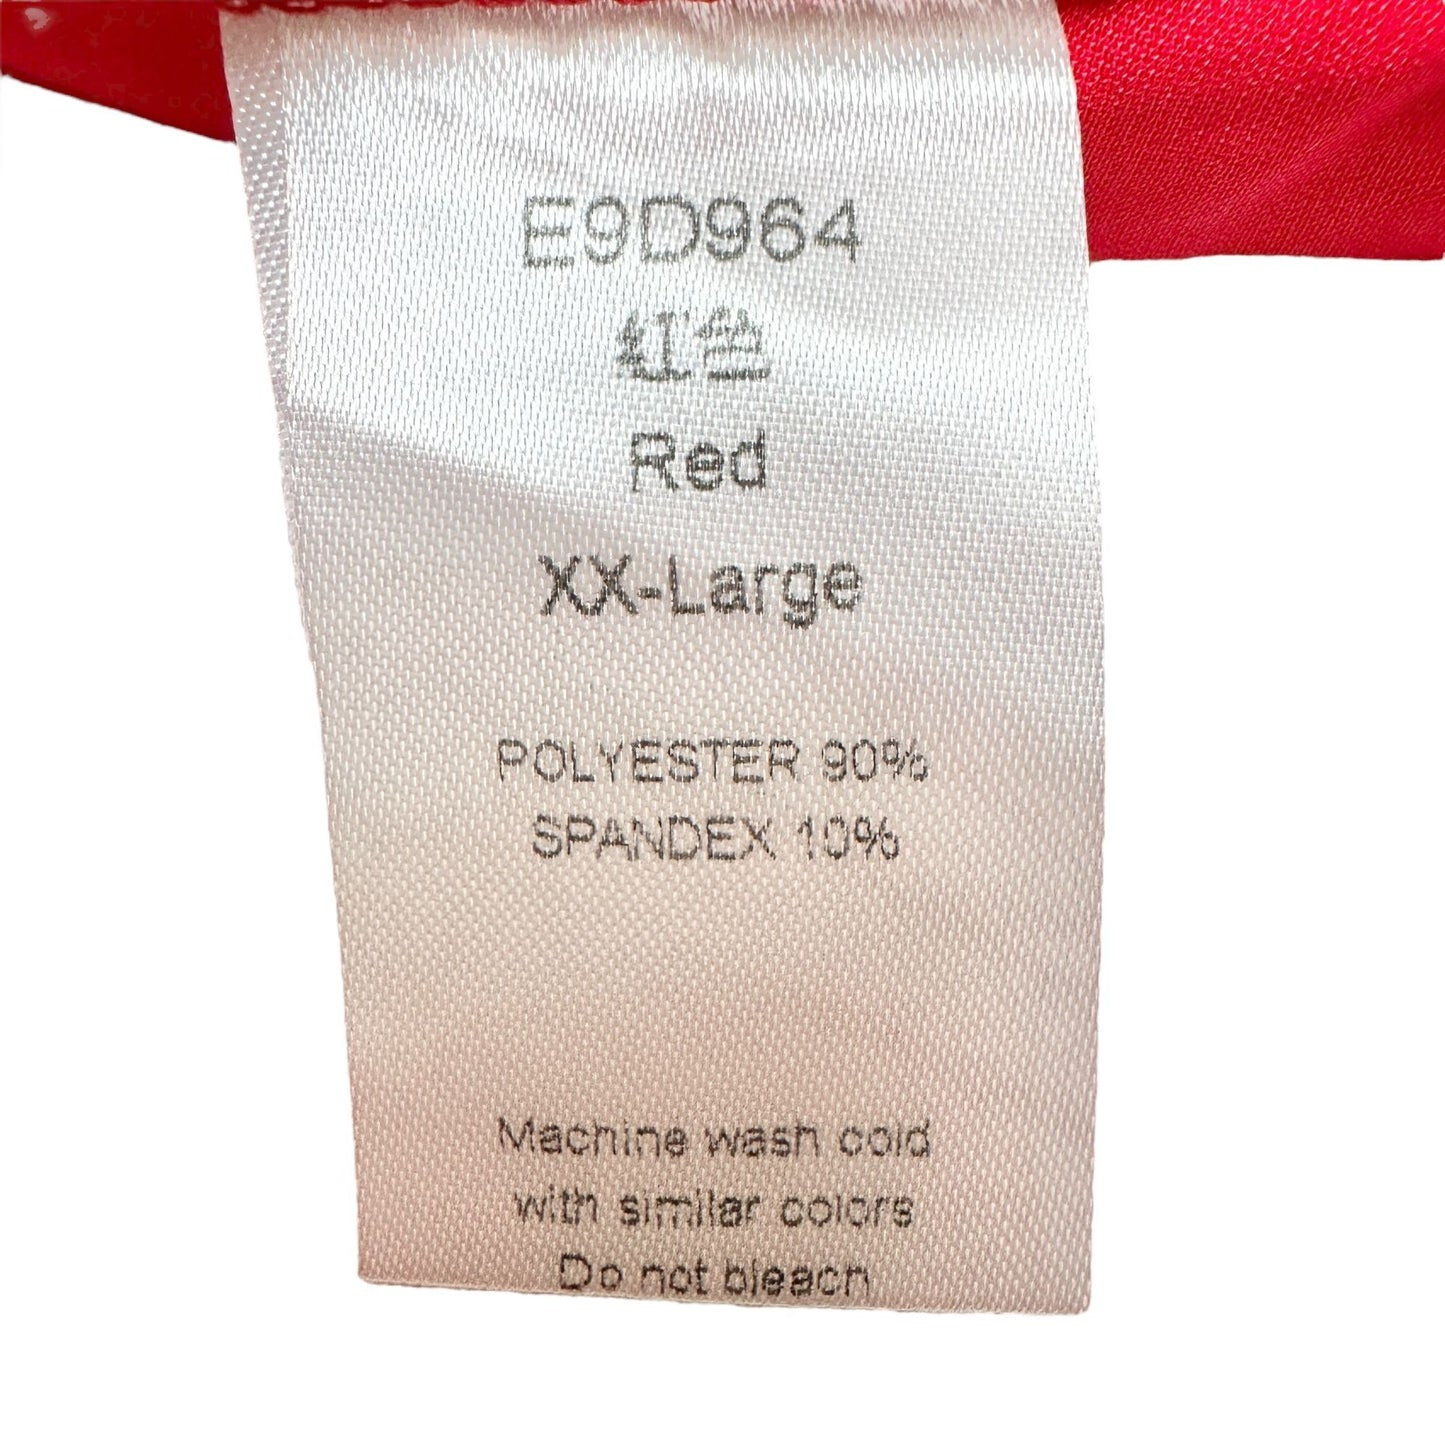 E9D964
红色
Red
XX-Large
POLYESTER 90%
SPANDEX 10%
Machine wash cold
with similar colors
Do not bleach